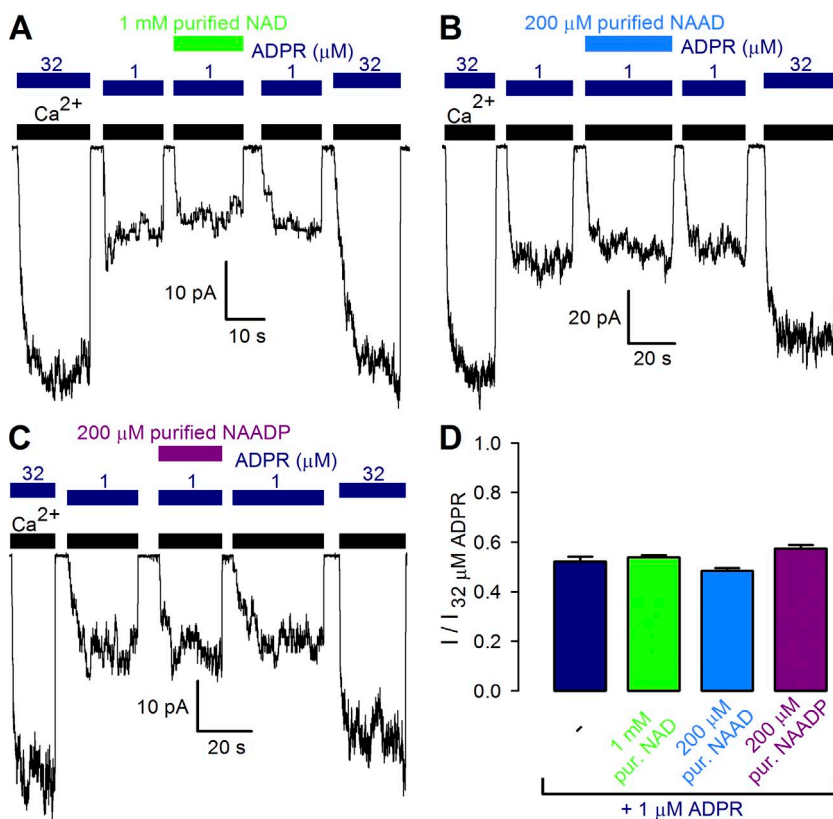 A
1 mM purified NAD
ADPR (μM)
32 1 1 1 32
Ca2+
10 pA
10 s
B
200 μM purified NAAD
ADPR (μM)
32 1 1 1 32
Ca2+
20 pA
20 s
C
200 μM purified NAADP
ADPR (μM)
32 1 1 1 32
Ca2+
10 pA
20 s
D
I / I 32 μM ADPR
1.0
0.8
0.6
0.4
0.2
0.0
-
1 mM
pur. NAD
200 μM
pur. NAAD
200 μM
pur. NAADP
+ 1 μM ADPR